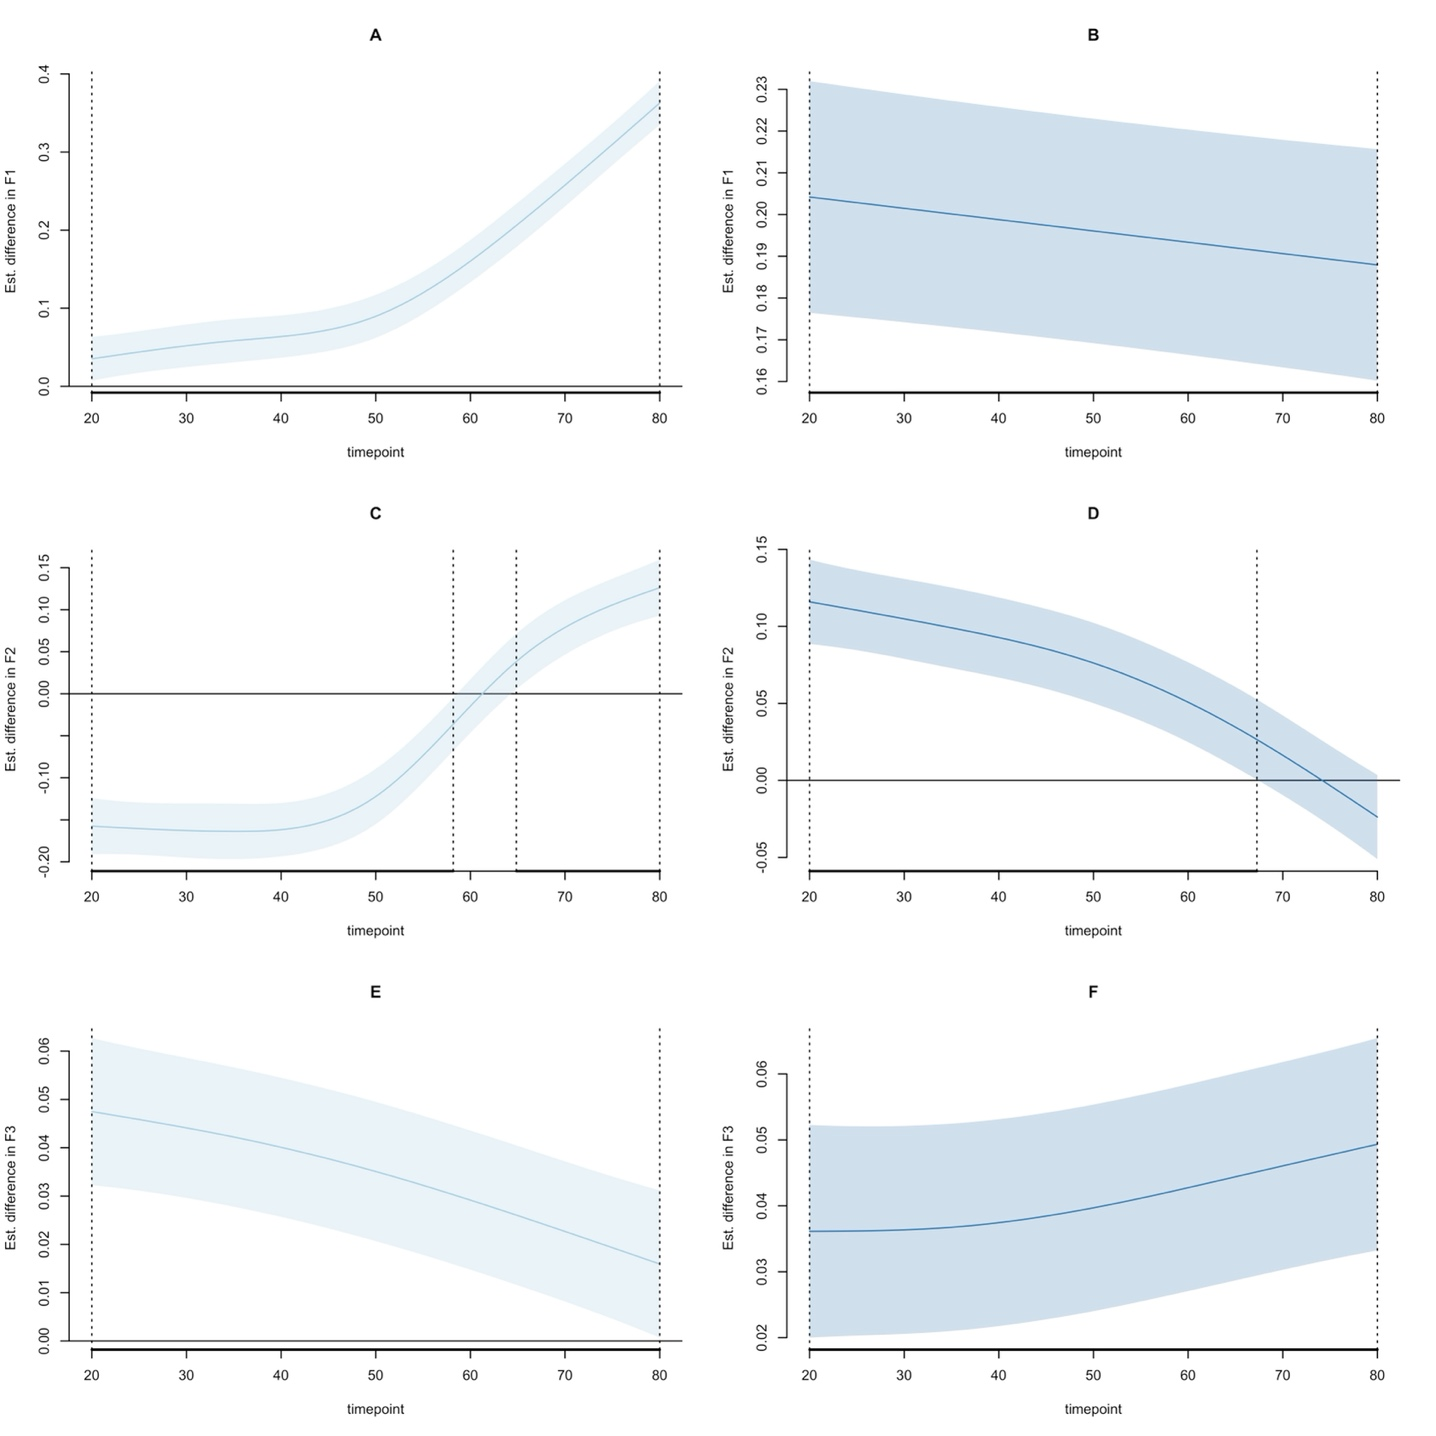 A
Est. difference in F1
0.4
0.3
0.2
0.1
0.0
20 30 40 50 60 70 80
timepoint
B
Est. difference in F1
0.23
0.22
0.21
0.20
0.19
0.18
0.17
0.16
20 30 40 50 60 70 80
timepoint
C
Est. difference in F2
0.15
0.10
0.05
0.00
-0.10
-0.20
20 30 40 50 60 70 80
timepoint
D
Est. difference in F2
0.15
0.10
0.05
0.00
-0.05
20 30 40 50 60 70 80
timepoint
E
Est. difference in F3
0.06
0.05
0.04
0.03
0.02
0.01
0.00
20 30 40 50 60 70 80
timepoint
F
Est. difference in F3
0.06
0.05
0.04
0.03
0.02
20 30 40 50 60 70 80
timepoint